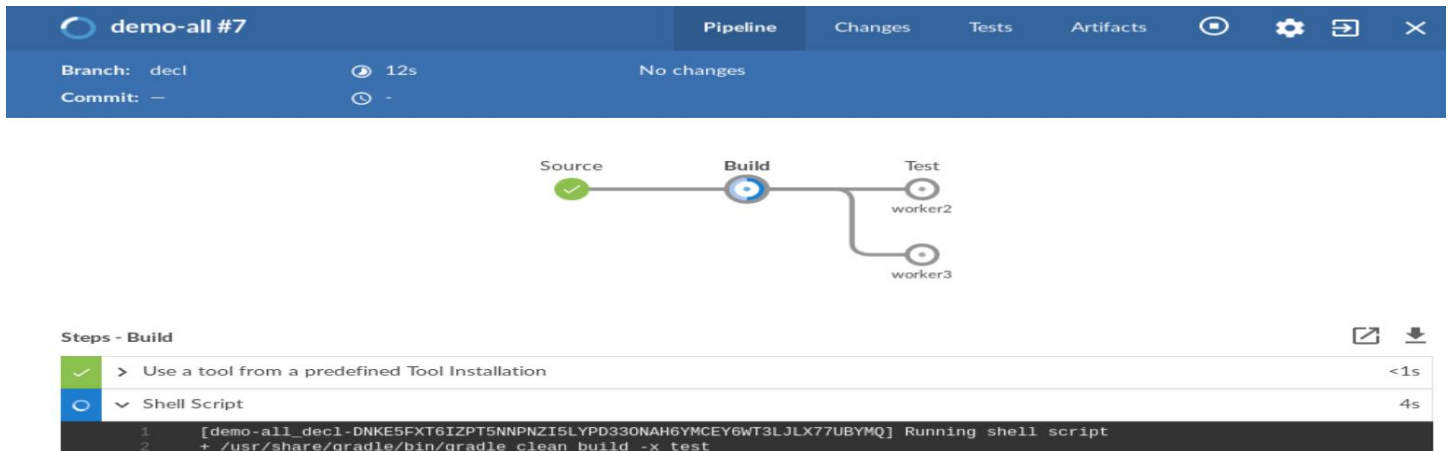 demo-all #7
Pipeline Changes Tests Artifacts
Branch: decl 12s No changes
Commit: — -
Source Build Test
worker2
worker3
Steps - Build
Use a tool from a predefined Tool Installation <1s
Shell Script 4s
1 [demo-all_decl-DNKE5FXT6IZPT5NNPNZI5LYPD33ONAH6YMCEY6WT3LJLX77UBYMQ] Running shell script
2 + /usr/share/gradle/bin/gradle clean build -x test